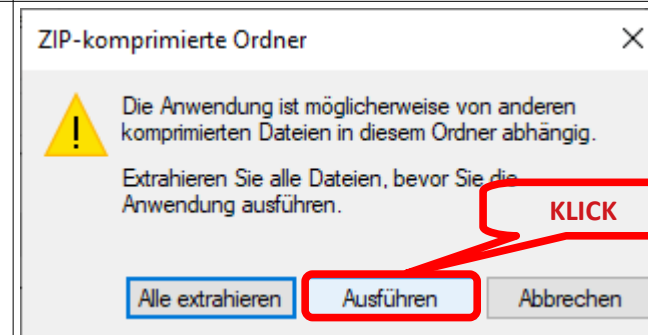 ZIP-komprimierte Ordner
Die Anwendung ist möglicherweise von anderen
komprimierten Dateien in diesem Ordner abhängig.
Extrahieren Sie alle Dateien, bevor Sie die
Anwendung ausführen.
KLICK
Alle extrahieren Ausführen Abbrechen